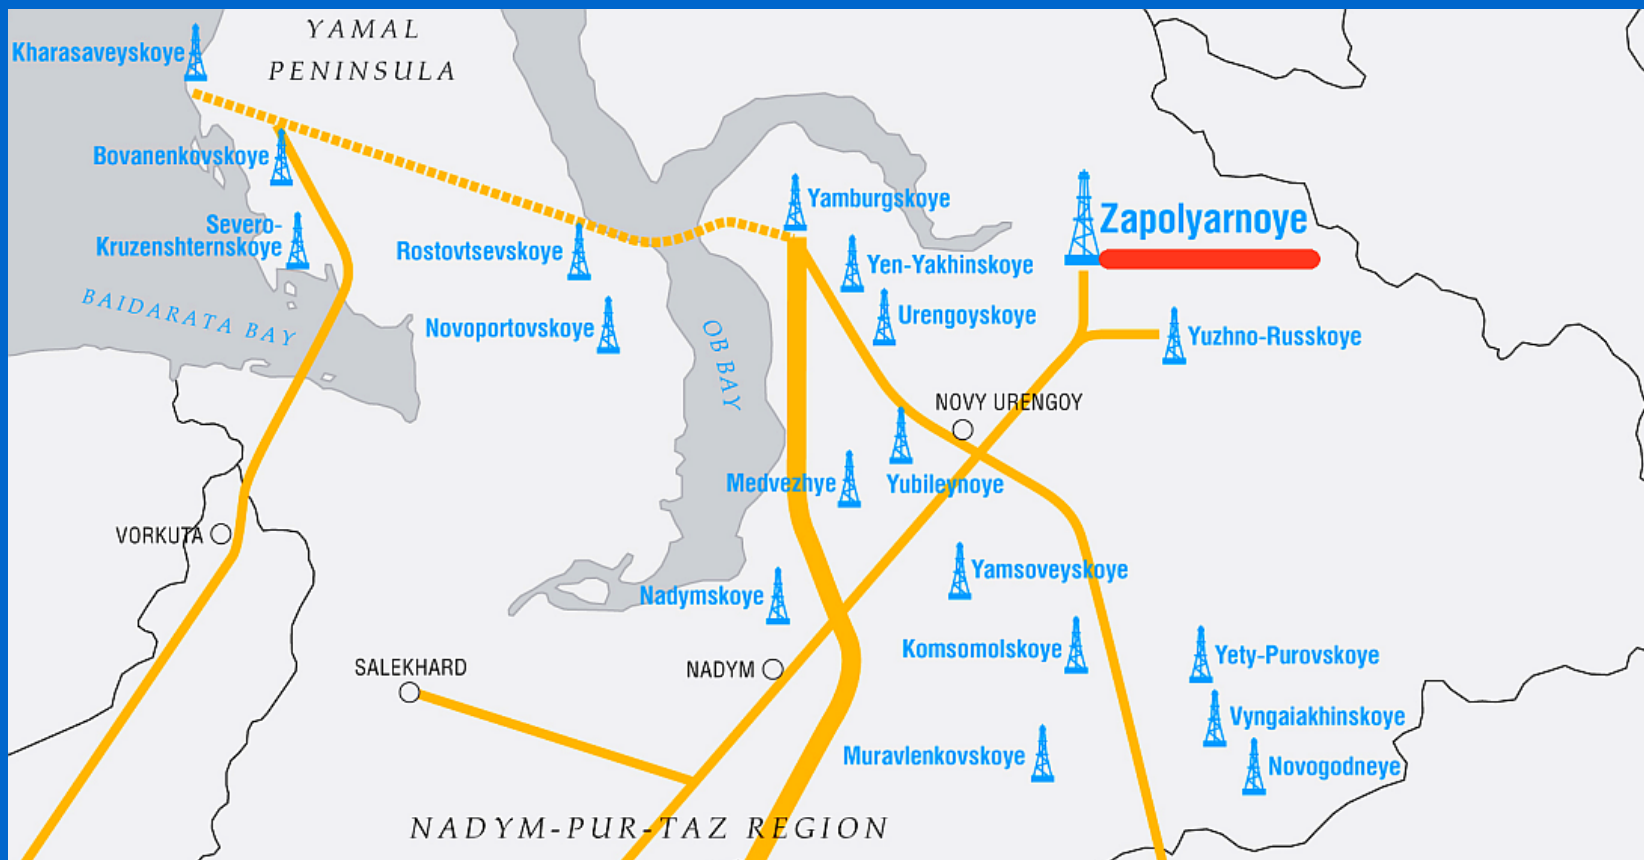 YAMAL
PENINSULA
Kharasaveyskoye
Bovanenkovskoye
Severo-
Kruzenshternskoye
BAIDARATA BAY
Rostovtsevskoye
Novoportovskoye
OB BAY
Yamburgskoye
Yen-Yakhinskoye
Urengoyskoye
Zapolyarnoye
Yuzhno-Russkoye
NOVY URENGOY
Medvezhye
Yubileynoye
VORKUTA
Yamsoveyskoye
Nadymskoye
Komsomolskoye
Yety-Purovskoye
SALEKHARD
NADYM
Vyngaiakhinskoye
Muravlenkovskoye
Novogodneye
NADYM-PUR-TAZ REGION